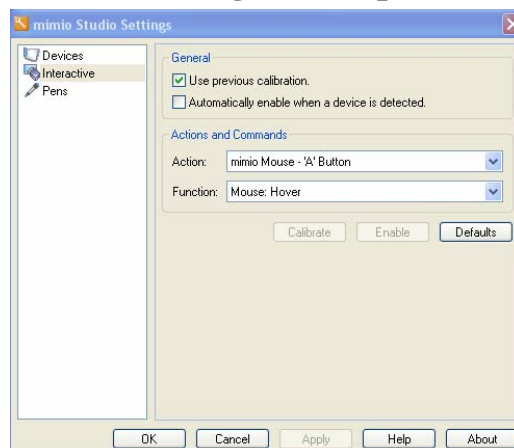 mimio Studio Settings
Devices
Interactive
Pens
General
Use previous calibration.
Automatically enable when a device is detected.
Actions and Commands
Action: mimio Mouse - 'A' Button
Function: Mouse: Hover
Calibrate Enable Defaults
OK Cancel Apply Help About